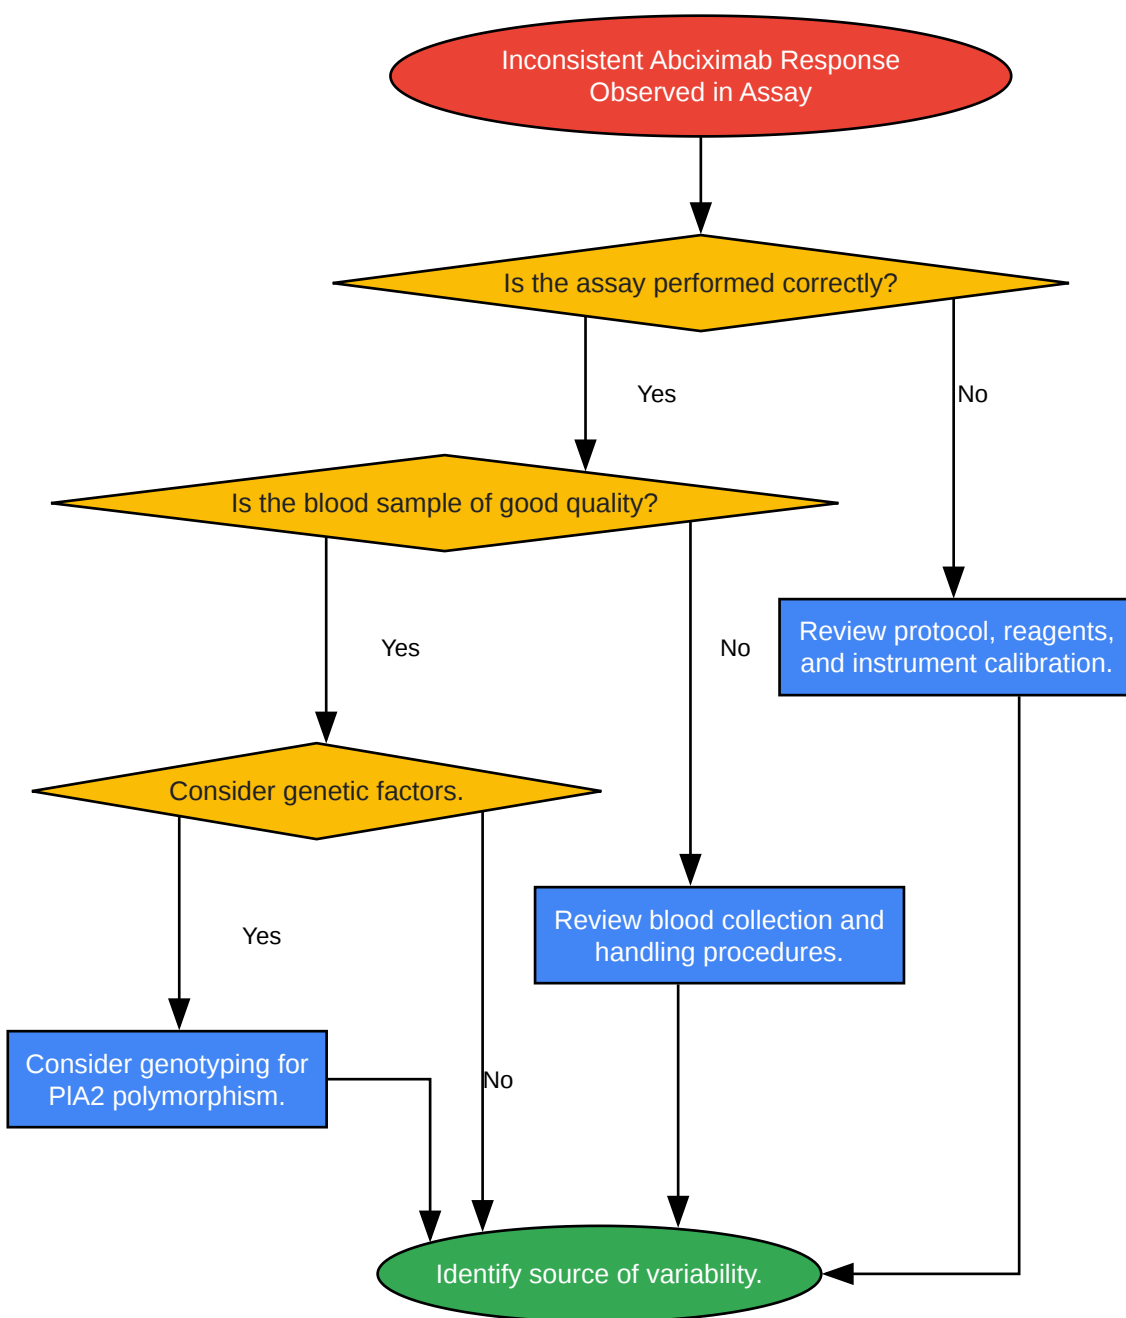 Inconsistent Abciximab Response
Observed in Assay
Is the assay performed correctly?
Yes
No
Is the blood sample of good quality?
Review protocol, reagents,
and instrument calibration.
Yes
No
Consider genetic factors.
Review blood collection and
handling procedures.
Yes
Consider genotyping for
PlA2 polymorphism.
No
Identify source of variability.